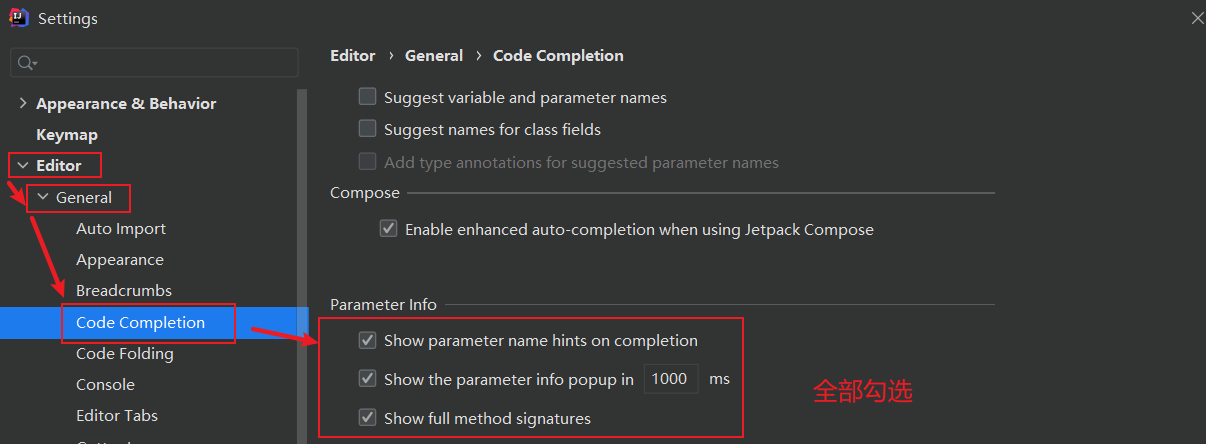 Settings
Appearance & Behavior
Keymap
Editor
General
Auto Import
Appearance
Breadcrumbs
Code Completion
Code Folding
Console
Editor Tabs
Editor › General › Code Completion
Suggest variable and parameter names
Suggest names for class fields
Add type annotations for suggested parameter names
Compose
Enable enhanced auto-completion when using Jetpack Compose
Parameter Info
Show parameter name hints on completion
Show the parameter info popup in 1000 ms
Show full method signatures
全部勾选